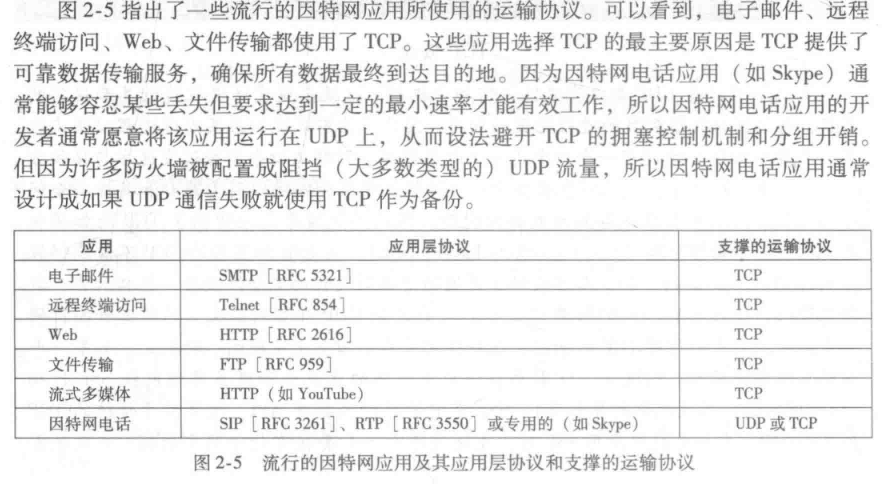 图 2-5 指出了一些流行的因特网应用所使用的运输协议。可以看到，电子邮件、远程
终端访问、Web、文件传输都使用了 TCP。这些应用选择 TCP 的最主要原因是 TCP 提供了
可靠数据传输服务，确保所有数据最终到达目的地。因为因特网电话应用（如 Skype）通
常能够容忍某些丢失但要求达到一定的最小速率才能有效工作，所以因特网电话应用的开
发者通常愿意将该应用运行在 UDP 上，从而设法避开 TCP 的拥塞控制机制和分组开销。
但因为许多防火墙被配置成阻挡（大多数类型的）UDP 流量，所以因特网电话应用通常
设计成如果 UDP 通信失败就使用 TCP 作为备份。
应用 应用层协议 支撑的运输协议
电子邮件 SMTP［RFC 5321］ TCP
远程终端访问 Telnet［RFC 854］ TCP
Web HTTP［RFC 2616］ TCP
文件传输 FTP［RFC 959］ TCP
流式多媒体 HTTP（如 YouTube） TCP
因特网电话 SIP［RFC 3261］、RTP［RFC 3550］或专用的（如 Skype） UDP 或 TCP
图 2-5 流行的因特网应用及其应用层协议和支撑的运输协议